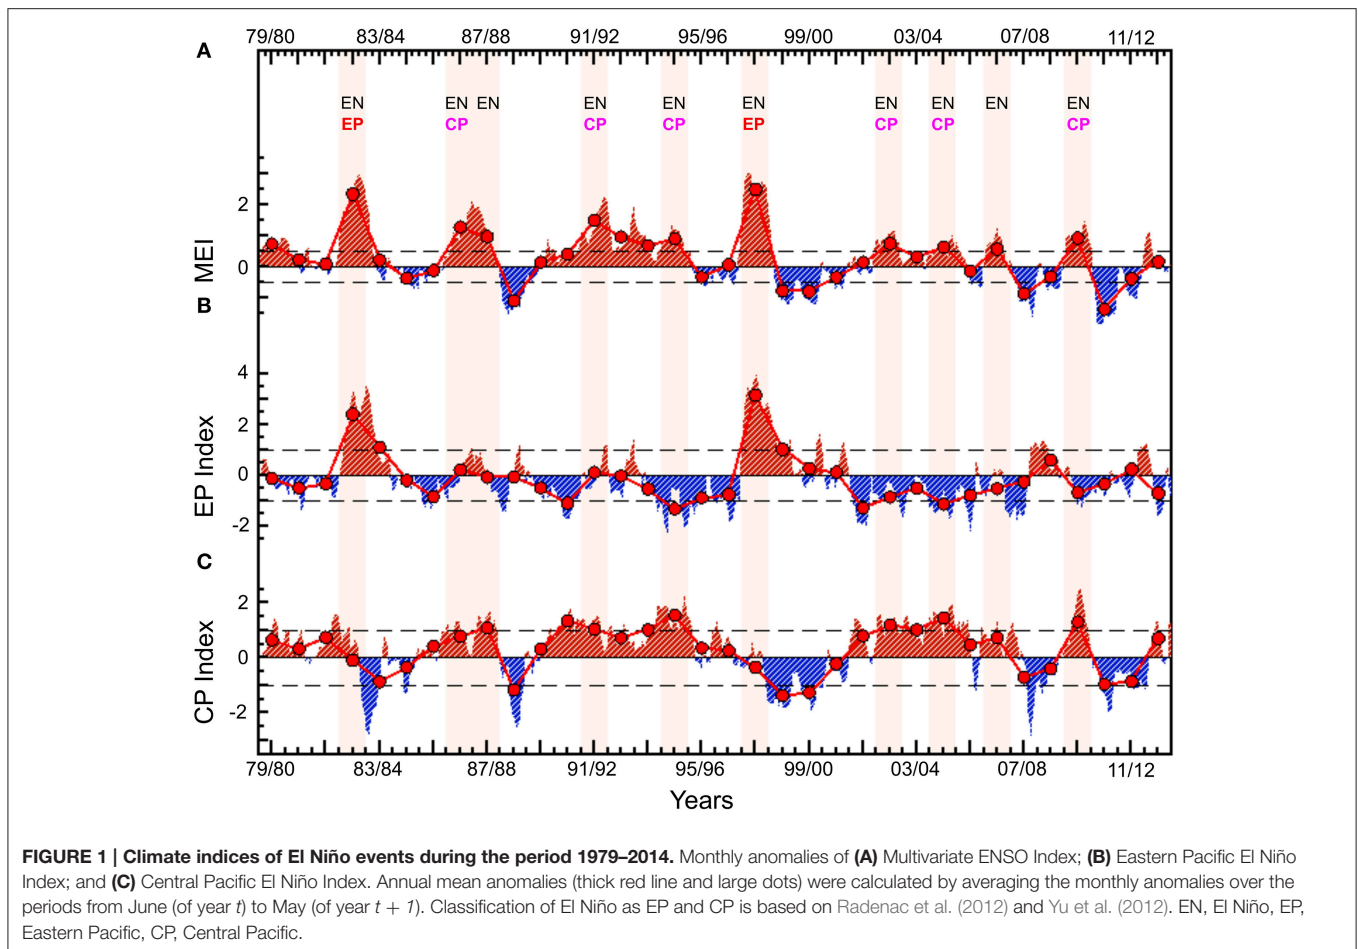 79/80 87/88 91/92 95/96 99/00 03/04 07/08 11/12
83/84
A
EN EN EN EN EN EN EN EN EN EN
EP CP CP CP EP CP CP CP
2
0
MEI
B
4
2
0
-2
EP Index
C
2
0
-2
CP Index
79/80 83/84 87/88 91/92 95/96 99/00 03/04 07/08 11/12
Years
FIGURE 1 | Climate indices of El Niño events during the period 1979–2014. Monthly anomalies of (A) Multivariate ENSO Index; (B) Eastern Pacific El Niño
Index; and (C) Central Pacific El Niño Index. Annual mean anomalies (thick red line and large dots) were calculated by averaging the monthly anomalies over the
periods from June (of year t) to May (of year t + 1). Classification of El Niño as EP and CP is based on Radenac et al. (2012) and Yu et al. (2012). EN, El Niño, EP,
Eastern Pacific, CP, Central Pacific.